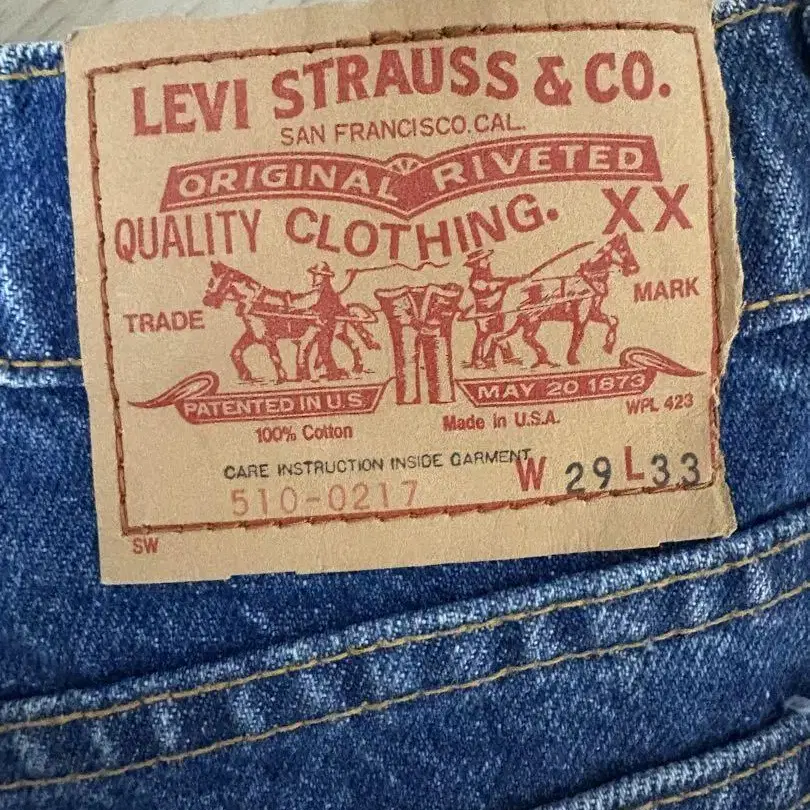 LEVI STRAUSS & CO.
SAN FRANCISCO.CAL.
ORIGINAL RIVETED
QUALITY CLOTHING. XX
TRADE MARK
PATENTED IN U.S MAY 20 1873
WPL 423
100% Cotton Made in U.S.A.
CARE INSTRUCTION INSIDE GARMENT
W 29 L 33
510-0217
SW